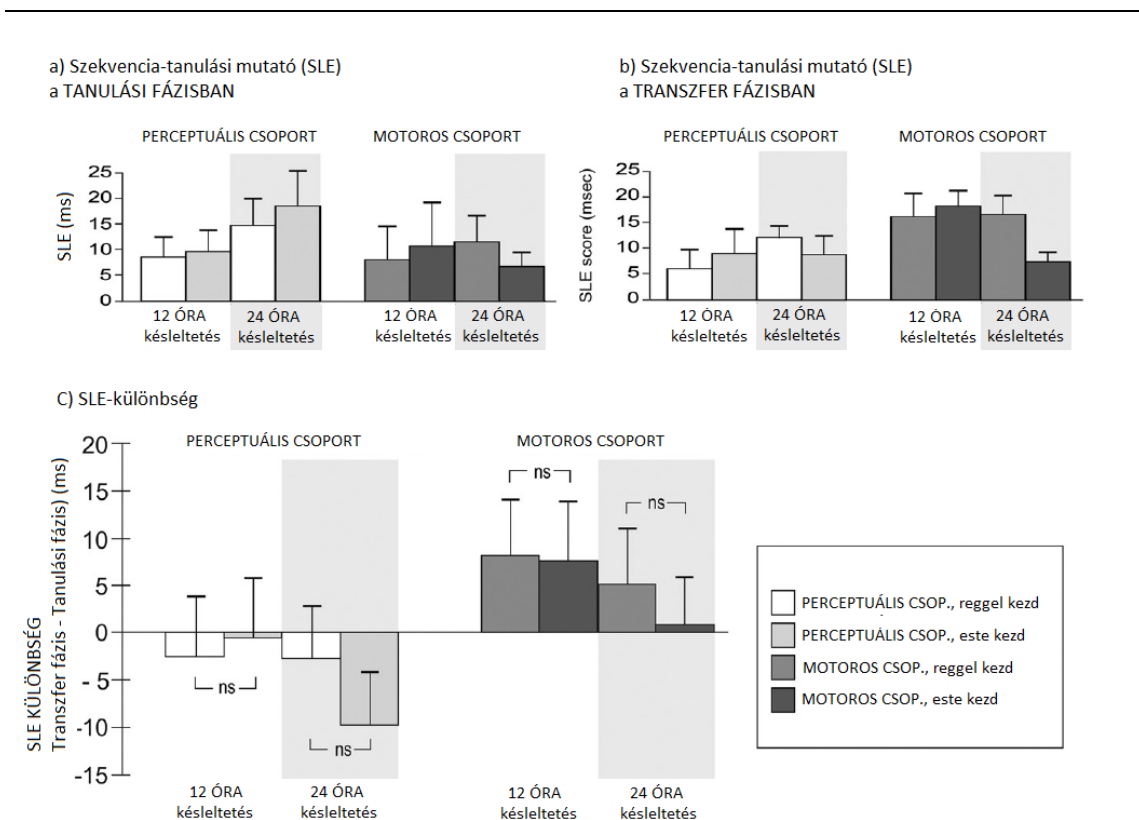 a) Szekvencia-tanulási mutató (SLE)
a TANULÁSI FÁZISBAN
PERCEPTUÁLIS CSOPORT
MOTOROS CSOPORT
SLE (ms)
25
20
15
10
5
0
12 ÓRA
késleltetés
24 ÓRA
késleltetés
12 ÓRA
késleltetés
24 ÓRA
késleltetés
b) Szekvencia-tanulási mutató (SLE)
a TRANSZFER FÁZISBAN
PERCEPTUÁLIS CSOPORT
MOTOROS CSOPORT
SLE score (msec)
25
20
15
10
5
0
12 ÓRA
késleltetés
24 ÓRA
késleltetés
12 ÓRA
késleltetés
24 ÓRA
késleltetés
C) SLE-különbség
PERCEPTUÁLIS CSOPORT
MOTOROS CSOPORT
SLE KÜLÖNBSÉG
Transzfer fázis - Tanulási fázis) (ms)
20
15
10
5
0
-5
-10
-15
ns
ns
ns
ns
12 ÓRA
késleltetés
24 ÓRA
késleltetés
12 ÓRA
késleltetés
24 ÓRA
késleltetés
PERCEPTUÁLIS CSOP., reggel kezd
PERCEPTUÁLIS CSOP., este kezd
MOTOROS CSOP., reggel kezd
MOTOROS CSOP., este kezd